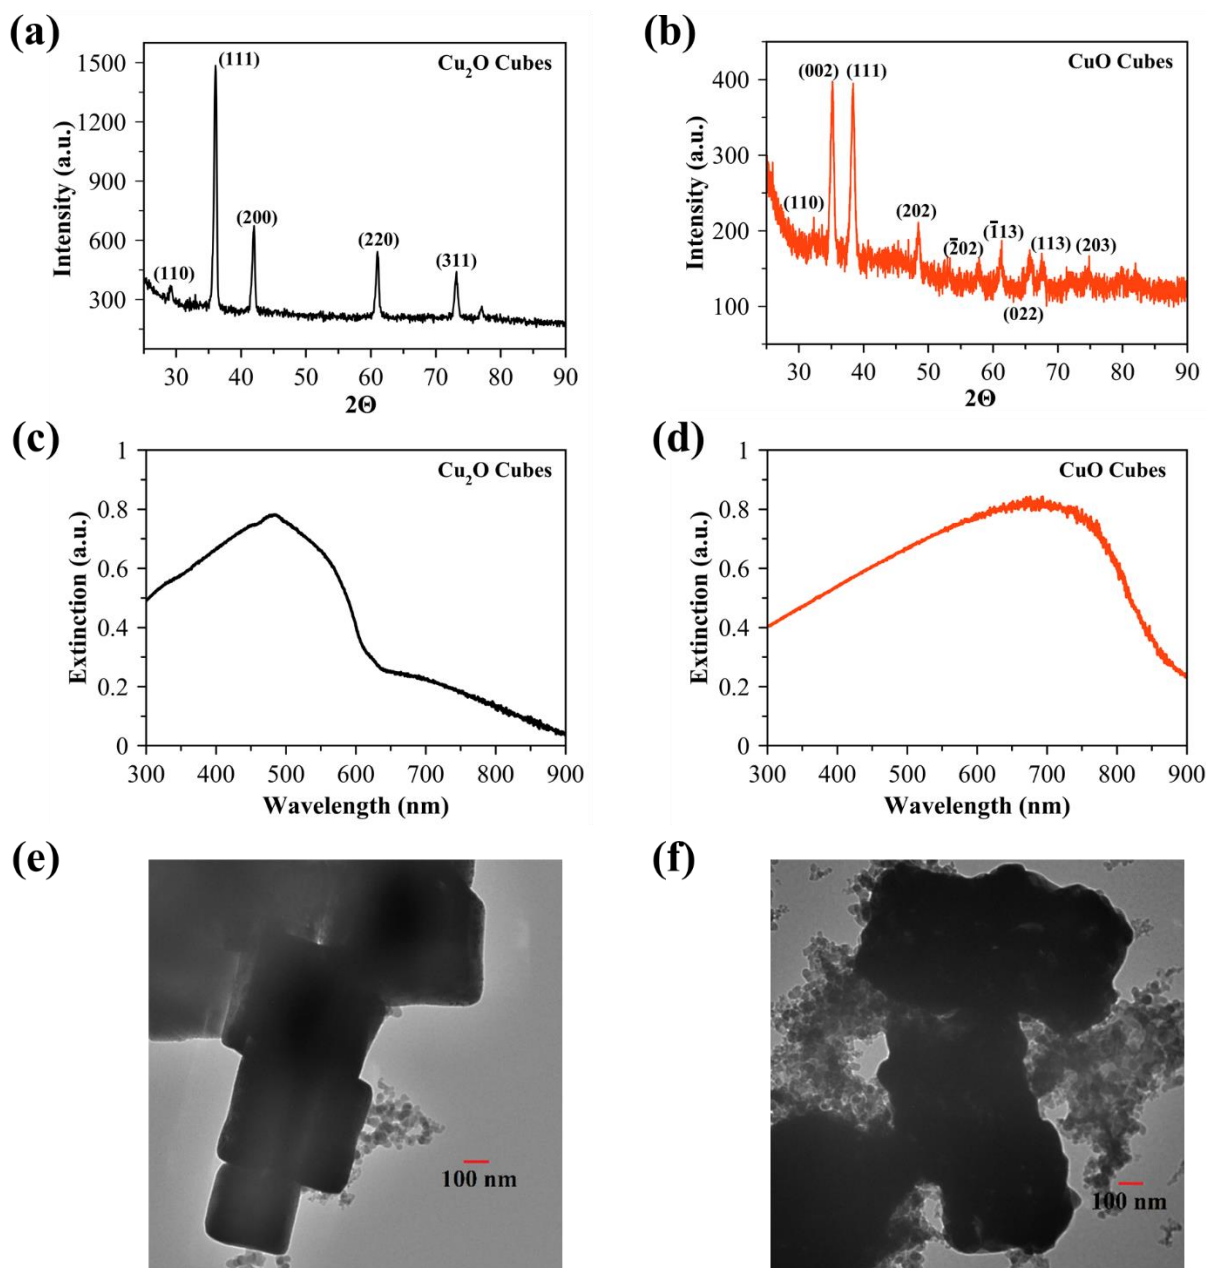 (a)
Cu₂O Cubes
Intensity (a.u.)
1500
1200
900
600
300
(110)
(111)
(200)
(220)
(311)
30 40 50 60 70 80 90
2Θ
(b)
CuO Cubes
Intensity (a.u.)
400
300
200
100
(110)
(002)
(111)
(202)
(2̅02)
(1̅13)
(022)
(113)
(203)
30 40 50 60 70 80 90
2Θ
(c)
Cu₂O Cubes
Extinction (a.u.)
1
0.8
0.6
0.4
0.2
0
300 400 500 600 700 800 900
Wavelength (nm)
(d)
CuO Cubes
Extinction (a.u.)
1
0.8
0.6
0.4
0.2
0
300 400 500 600 700 800 900
Wavelength (nm)
(e)
100 nm
(f)
100 nm